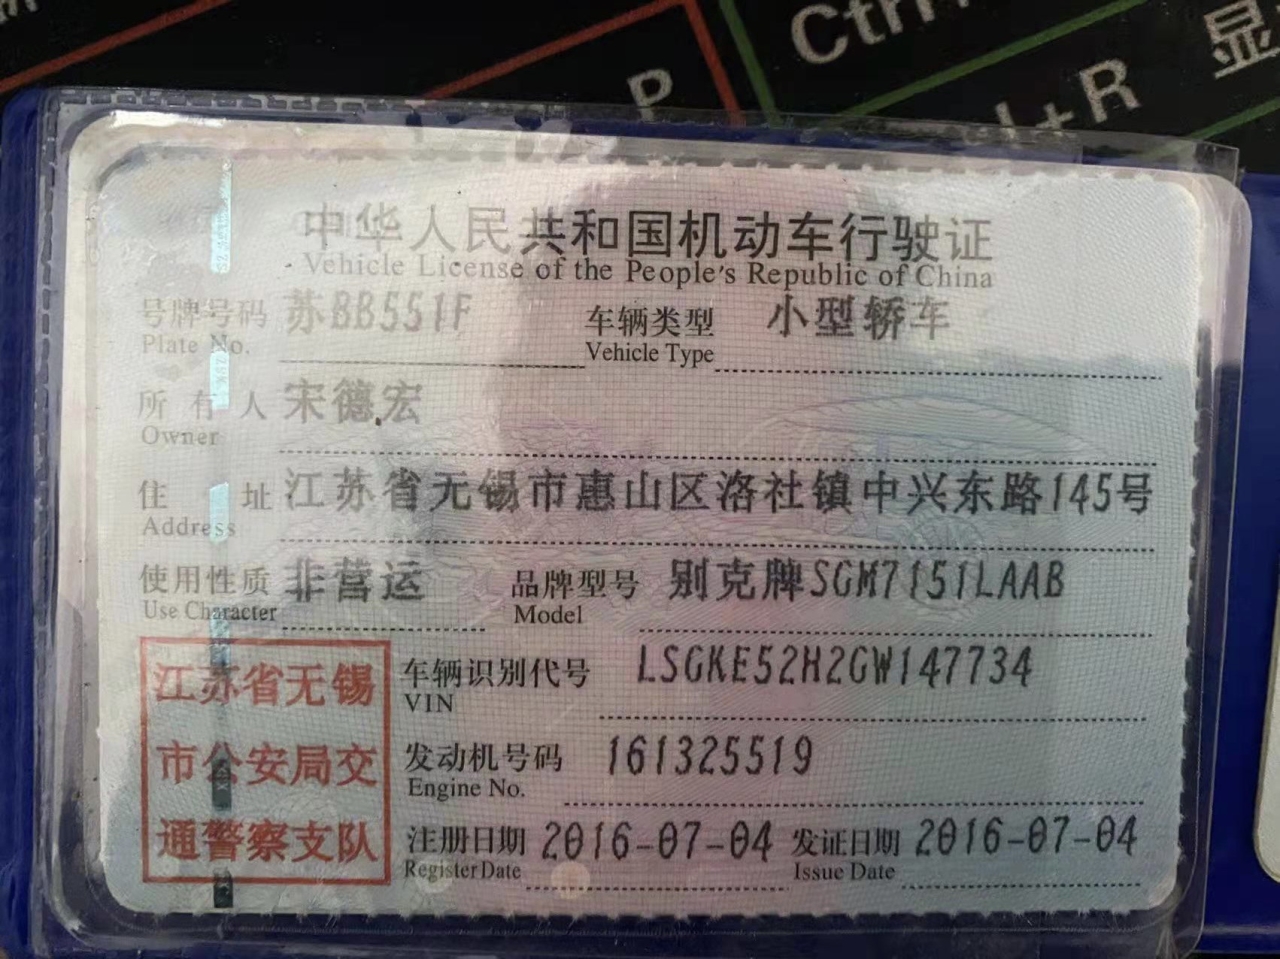 Ctrl+
P
显
l+R
中华人民共和国机动车行驶证
Vehicle License of the People's Republic of China
号牌号码 苏BB551F 车辆类型 小型轿车
Plate No. Vehicle Type
所有人 宋德宏
Owner
住址 江苏省无锡市惠山区洛社镇中兴东路145号
Address
使用性质 非营运 品牌型号 别克牌SGM7151LAAB
Use Character Model
江苏省无锡 车辆识别代号 LSGKE52H2GW147734
VIN
市公安局交 发动机号码 161325519
Engine No.
通警察支队 注册日期 2016-07-04 发证日期 2016-07-04
Register Date Issue Date